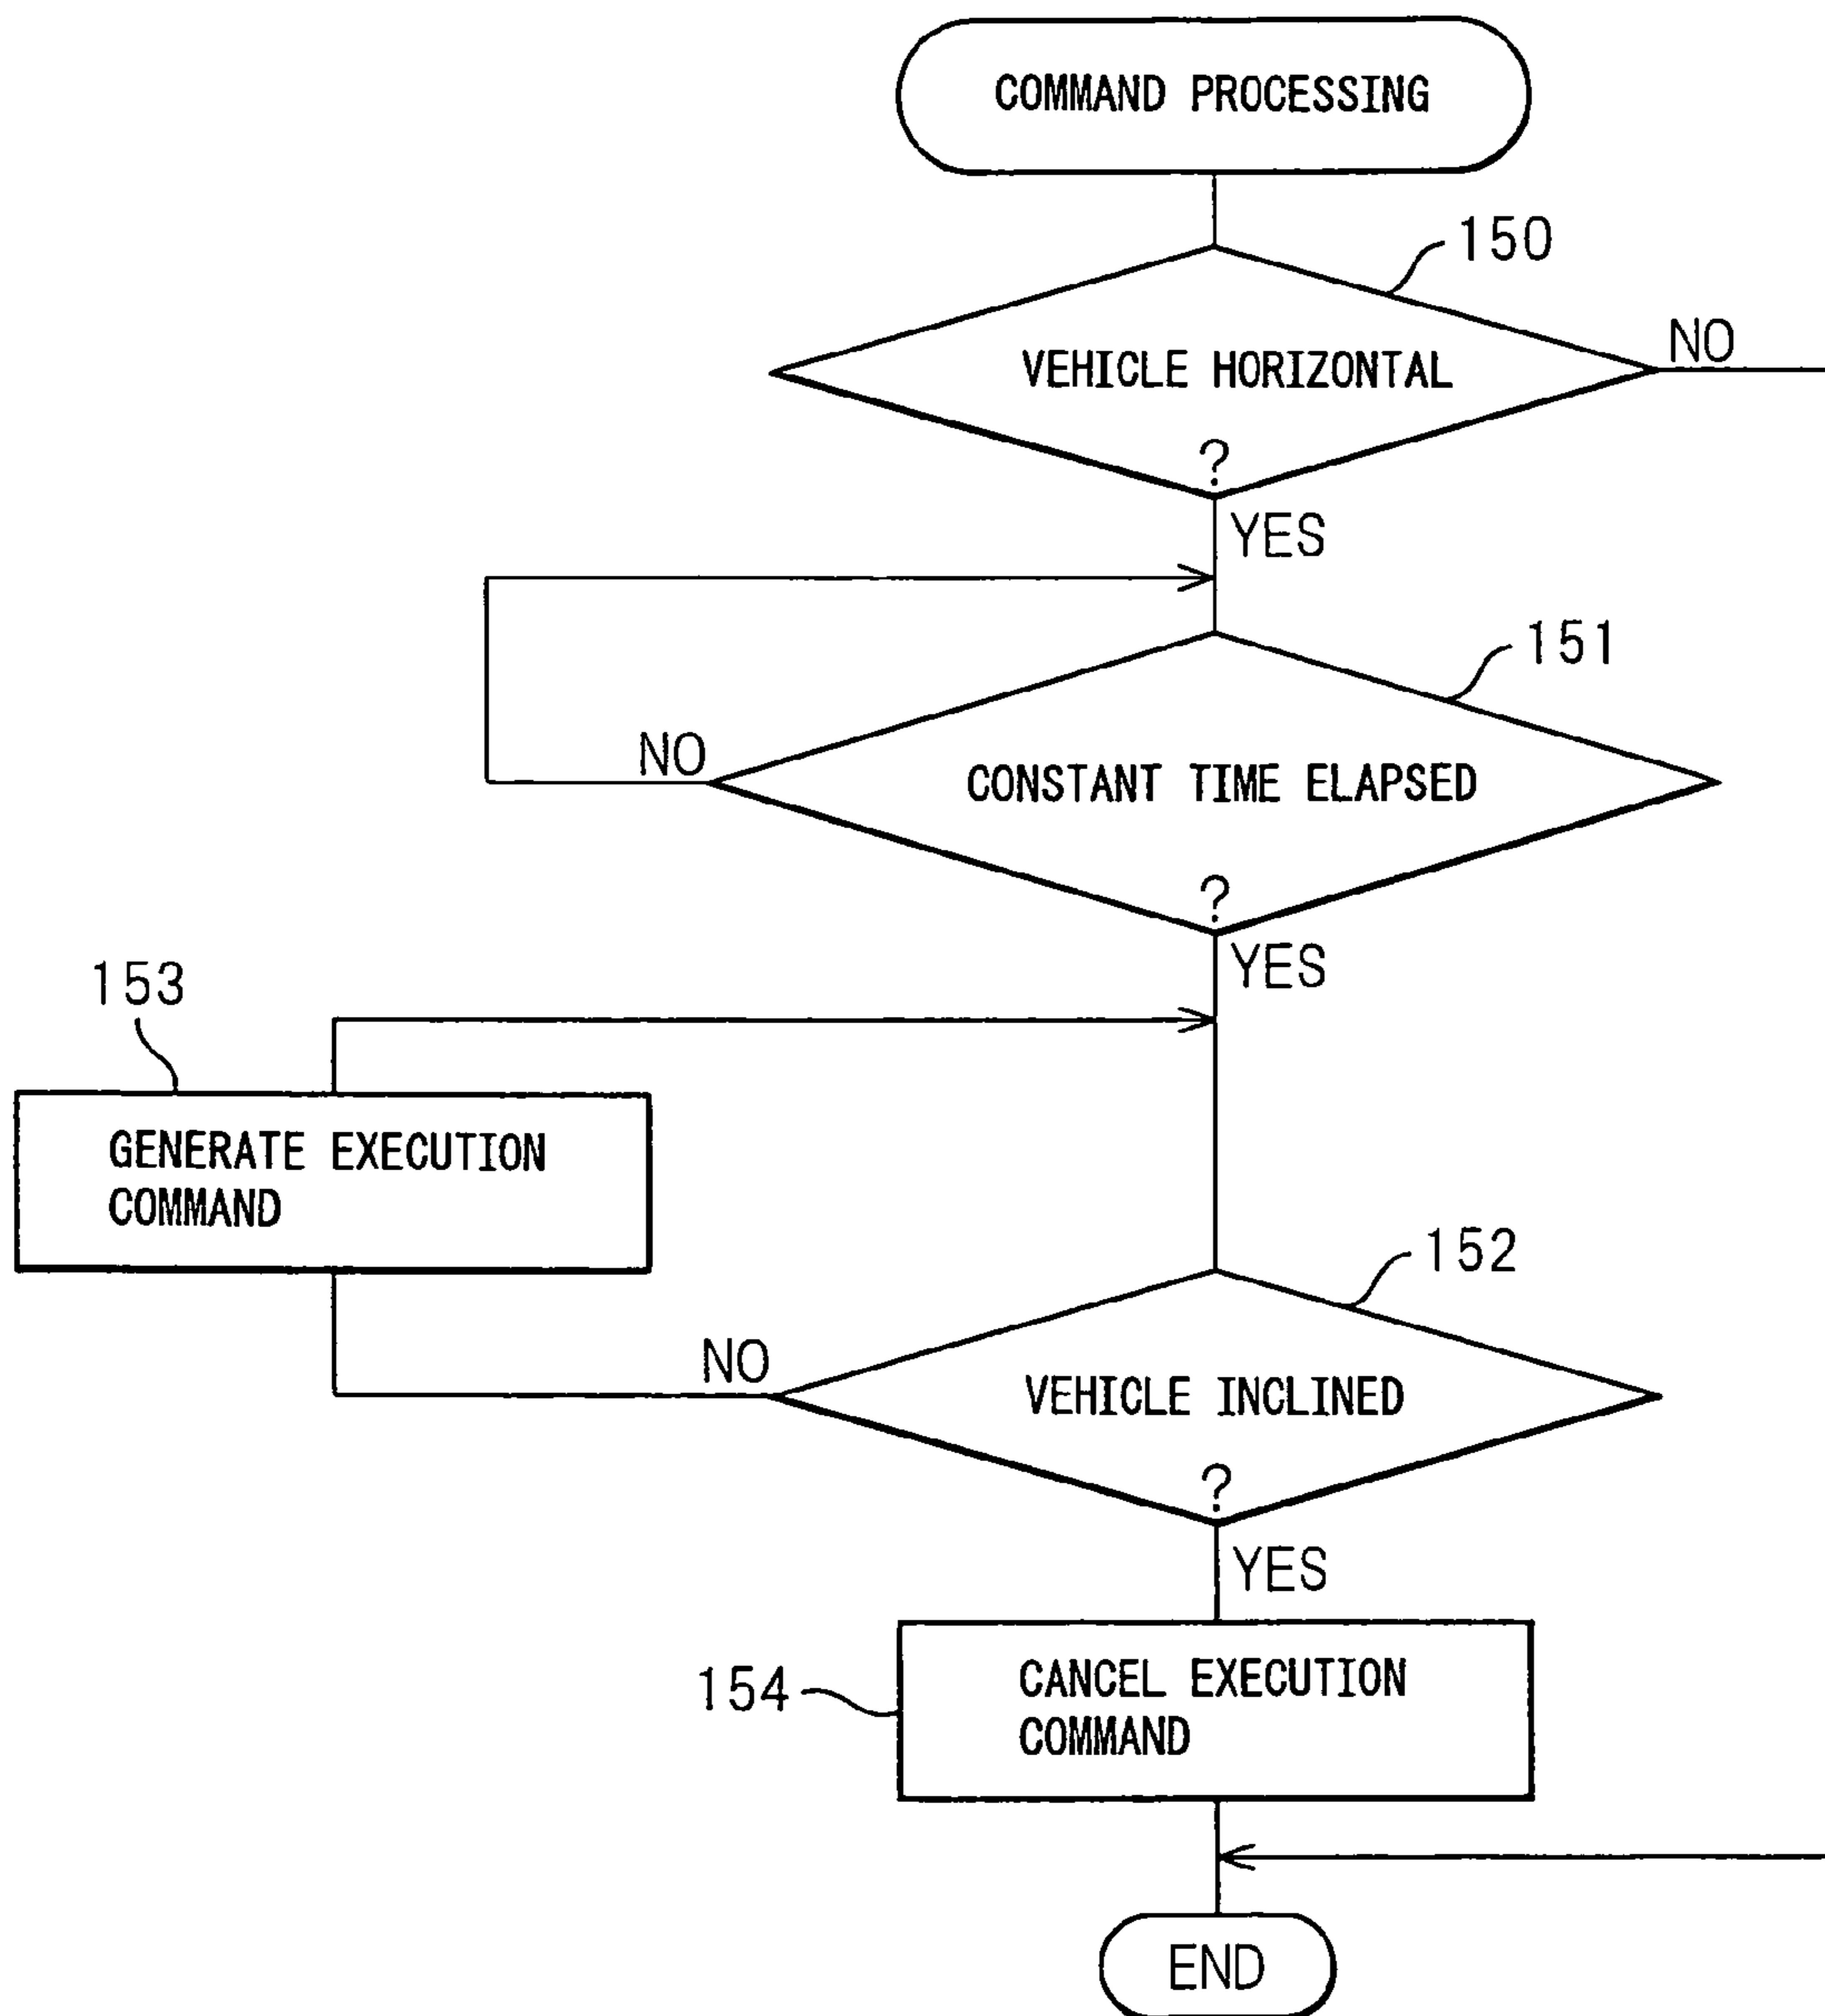 COMMAND PROCESSING
150
VEHICLE HORIZONTAL
?
NO
YES
151
CONSTANT TIME ELAPSED
?
NO
YES
153
GENERATE EXECUTION
COMMAND
152
VEHICLE INCLINED
?
NO
YES
154
CANCEL EXECUTION
COMMAND
END